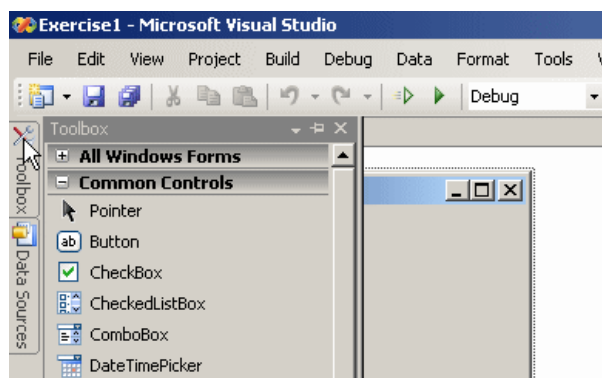 Exercise1 - Microsoft Visual Studio
File Edit View Project Build Debug Data Format Tools
Debug
Toolbox
Toolbox
All Windows Forms
Common Controls
Pointer
ab Button
CheckBox
CheckedListBox
ComboBox
DateTimePicker
Data Sources